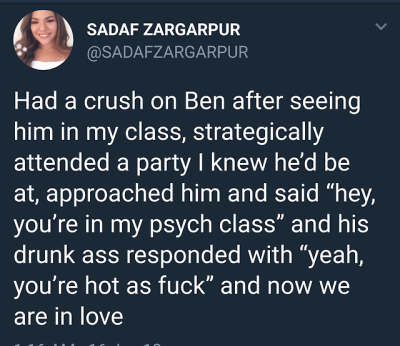 SADAF ZARGARPUR
@SADAFZARGARPUR
Had a crush on Ben after seeing
him in my class, strategically
attended a party I knew he’d be
at, approached him and said “hey,
you’re in my psych class” and his
drunk ass responded with “yeah,
you’re hot as fuck” and now we
are in love